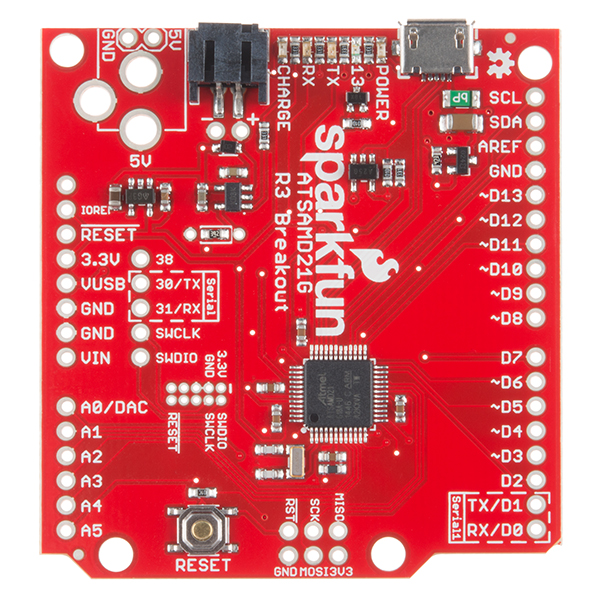 GND
5V
5V
- +
CHARGE
RX
TX
13
POWER
sparkfun
ATSAMD21G
R3 Breakout
SCL
SDA
AREF
GND
~D13
~D12
~D11
~D10
~D9
~D8
D7
~D6
~D5
~D4
~D3
D2
TX/D1
RX/D0
Serial1
IOREF
RESET
3.3V
VUSB
GND
GND
VIN
38
30/TX
31/RX
Serial
SWCLK
SWDIO
A0/DAC
A1
A2
A3
A4
A5
3.3V
GND
SWDIO
SWCLK
RESET
Atmel
RESET
RST
SCK
MISO
GND MOSI 3V3